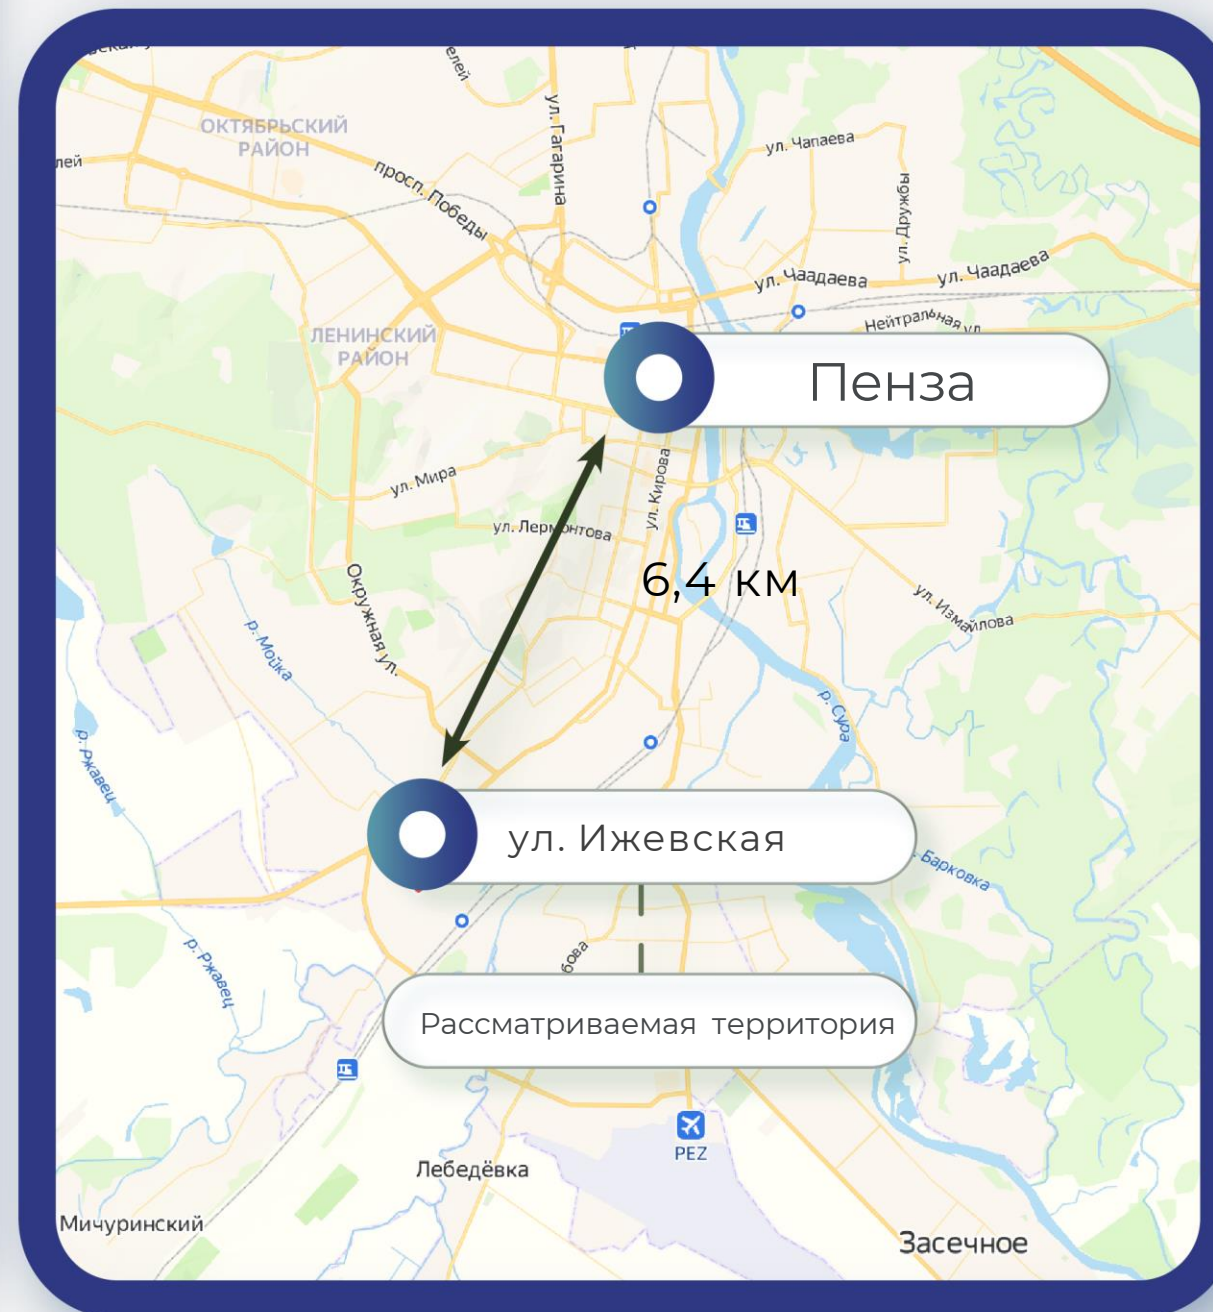 ОКТЯБРЬСКИЙ
РАЙОН
ул. Гагарина
ул. Чапаева
просп. Победы
ул. Дружбы
ул. Чаадаева
ул. Чаадаева
Нейтральная ул
ЛЕНИНСКИЙ
РАЙОН
Пенза
ул. Мира
ул. Кирова
ул. Лермонтова
6,4 км
Окружная ул.
ул. Измайлова
р. Мойка
р. Сура
р. Ржавец
ул. Ижевская
Барковка
р. Ржавец
Рассматриваемая территория
PEZ
Лебедёвка
Мичуринский
Засечное